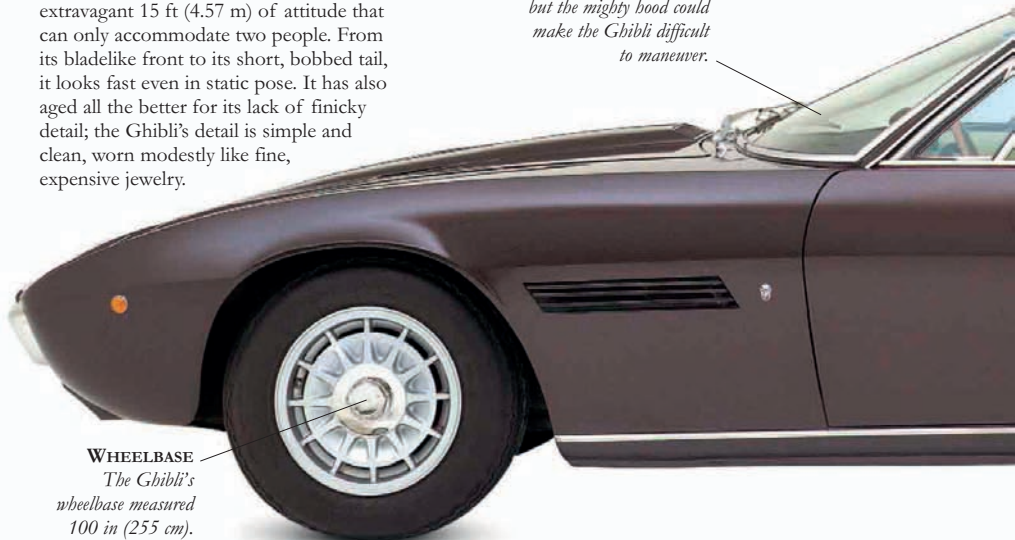 extravagant 15 ft (4.57 m) of attitude that
can only accommodate two people. From
its bladelike front to its short, bobbed tail,
it looks fast even in static pose. It has also
aged all the better for its lack of finicky
detail; the Ghibli's detail is simple and
clean, worn modestly like fine,
expensive jewelry.
but the mighty hood could
make the Ghibli difficult
to maneuver.
WHEELBASE
The Ghibli's
wheelbase measured
100 in (255 cm).